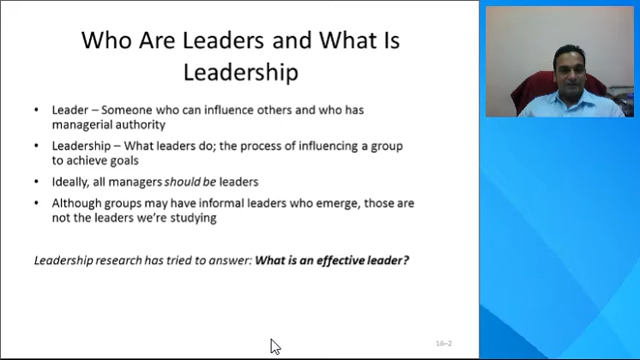 Who Are Leaders and What Is
Leadership
• Leader – Someone who can influence others and who has
managerial authority
• Leadership – What leaders do; the process of influencing a group
to achieve goals
• Ideally, all managers should be leaders
• Although groups may have informal leaders who emerge, those are
not the leaders we're studying
Leadership research has tried to answer: What is an effective leader?
16–2